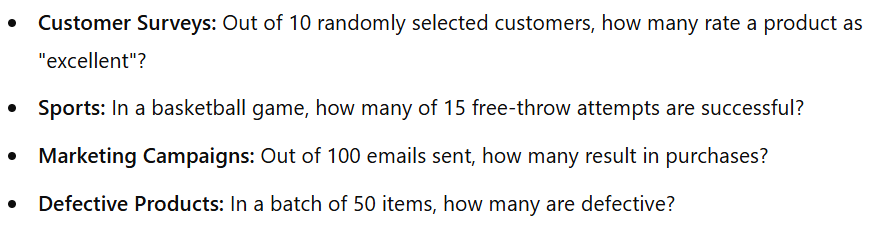 • Customer Surveys: Out of 10 randomly selected customers, how many rate a product as
"excellent"?
• Sports: In a basketball game, how many of 15 free-throw attempts are successful?
• Marketing Campaigns: Out of 100 emails sent, how many result in purchases?
• Defective Products: In a batch of 50 items, how many are defective?